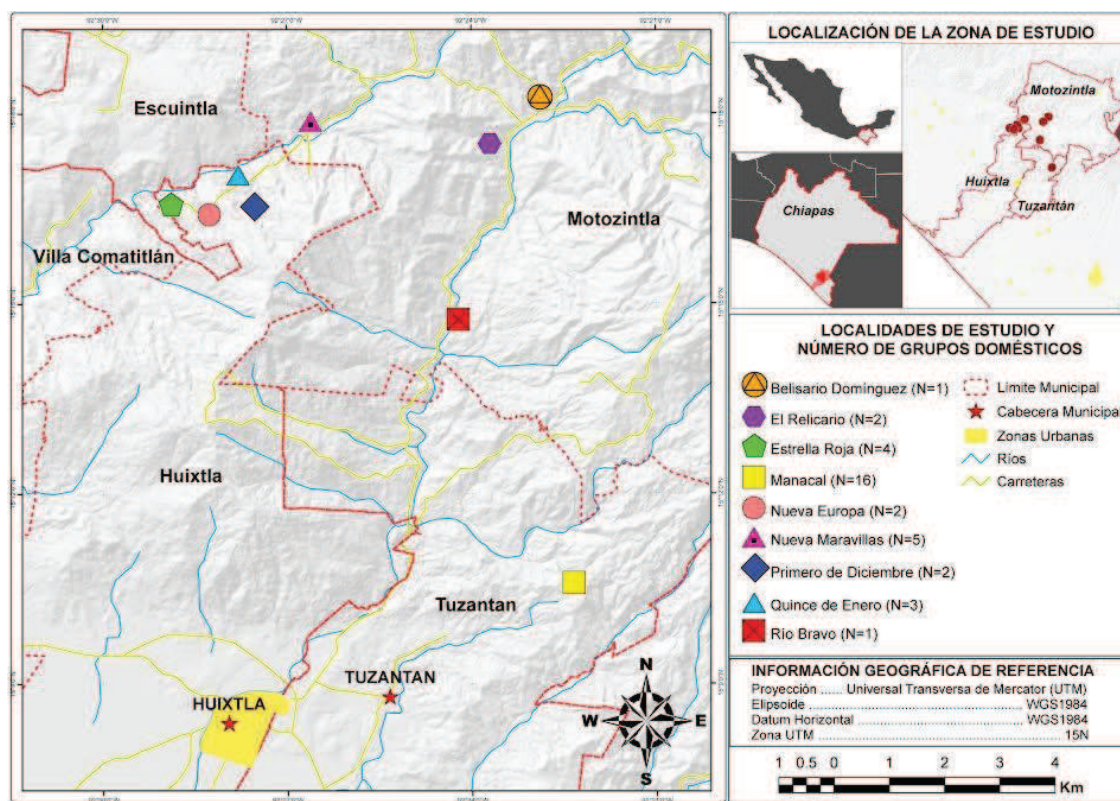 Escuintla
Villa Comatitlán
Motozintla
Huixtla
Tuzantan
TUZANTAN
HUIXTLA
N
W
E
S
LOCALIZACIÓN DE LA ZONA DE ESTUDIO
Chiapas
Motozintla
Huixtla
Tuzantán
LOCALIDADES DE ESTUDIO Y
NÚMERO DE GRUPOS DOMÉSTICOS
Belisario Domínguez (N=1)
El Relicario (N=2)
Estrella Roja (N=4)
Manacal (N=16)
Nueva Europa (N=2)
Nueva Maravillas (N=5)
Primero de Diciembre (N=2)
Quince de Enero (N=3)
Río Bravo (N=1)
Límite Municipal
Cabecera Municipa
Zonas Urbanas
Ríos
Carreteras
INFORMACIÓN GEOGRÁFICA DE REFERENCIA
Proyección ...... Universal Transversa de Mercator (UTM)
Elipsoide ...... WGS1984
Datum Horizontal ...... WGS1984
Zona UTM ...... 15N
1 0.5 0 1 2 3 4
Km